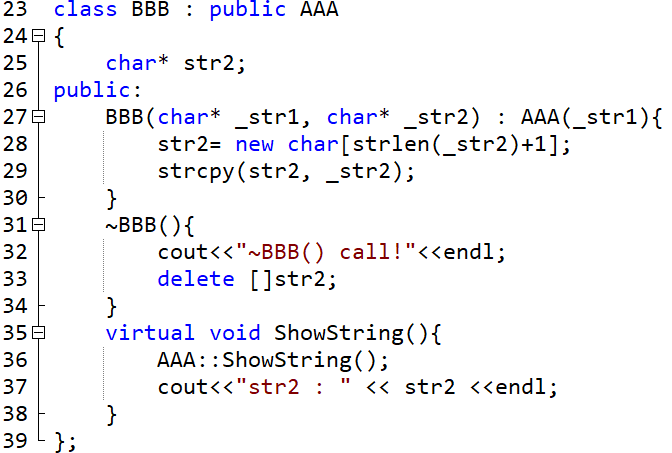 23 class BBB : public AAA
24 {
25     char* str2;
26 public:
27     BBB(char* _str1, char* _str2) : AAA(_str1){
28         str2= new char[strlen(_str2)+1];
29         strcpy(str2, _str2);
30     }
31     ~BBB(){
32         cout<<"~BBB() call!"<<endl;
33         delete []str2;
34     }
35     virtual void ShowString(){
36         AAA::ShowString();
37         cout<<"str2 : " << str2 <<endl;
38     }
39 };